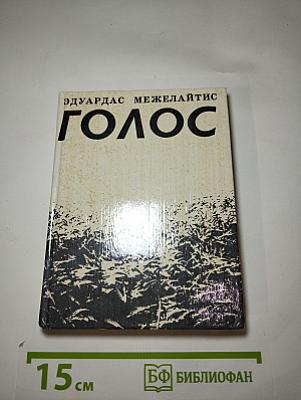 ЭДУАРДАС МЕЖЕЛАЙТИС
ГОЛОС
15 см
БФ БИБЛИОФАН